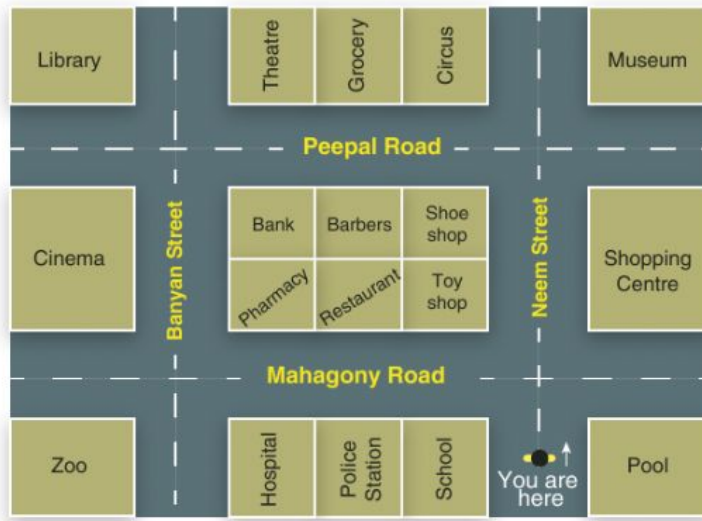 Library
Theatre
Grocery
Circus
Museum
Peepal Road
Cinema
Banyan Street
Bank
Barbers
Shoe
shop
Pharmacy
Restaurant
Toy
shop
Neem Street
Shopping
Centre
Mahagony Road
Zoo
Hospital
Police
Station
School
You are
here
Pool